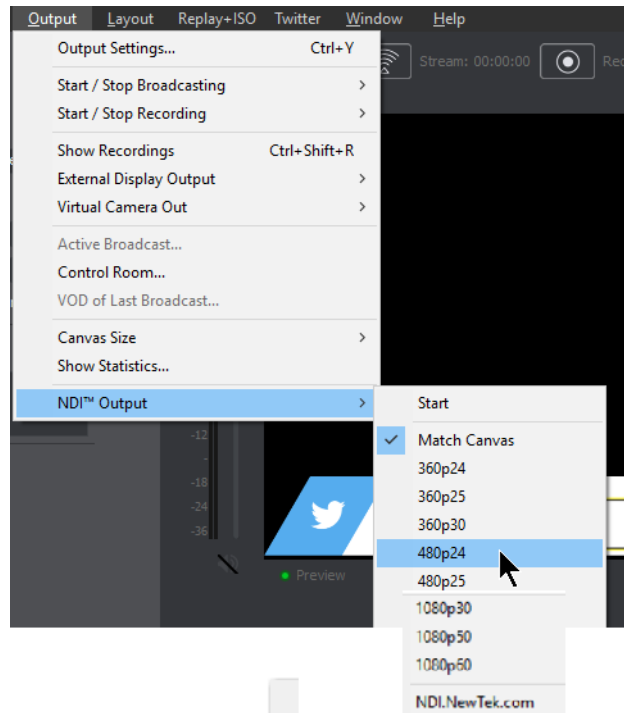 Output Layout Replay+ISO Twitter Window Help
Output Settings... Ctrl+Y
Stream: 00:00:00
Start / Stop Broadcasting
Start / Stop Recording
Show Recordings Ctrl+Shift+R
External Display Output
Virtual Camera Out
Active Broadcast...
Control Room...
VOD of Last Broadcast...
Canvas Size
Show Statistics...
NDI™ Output
Start
-12
Match Canvas
-18
360p24
-24
360p25
-36
360p30
480p24
Preview
480p25
1080p30
1080p50
1080p60
NDI.NewTek.com